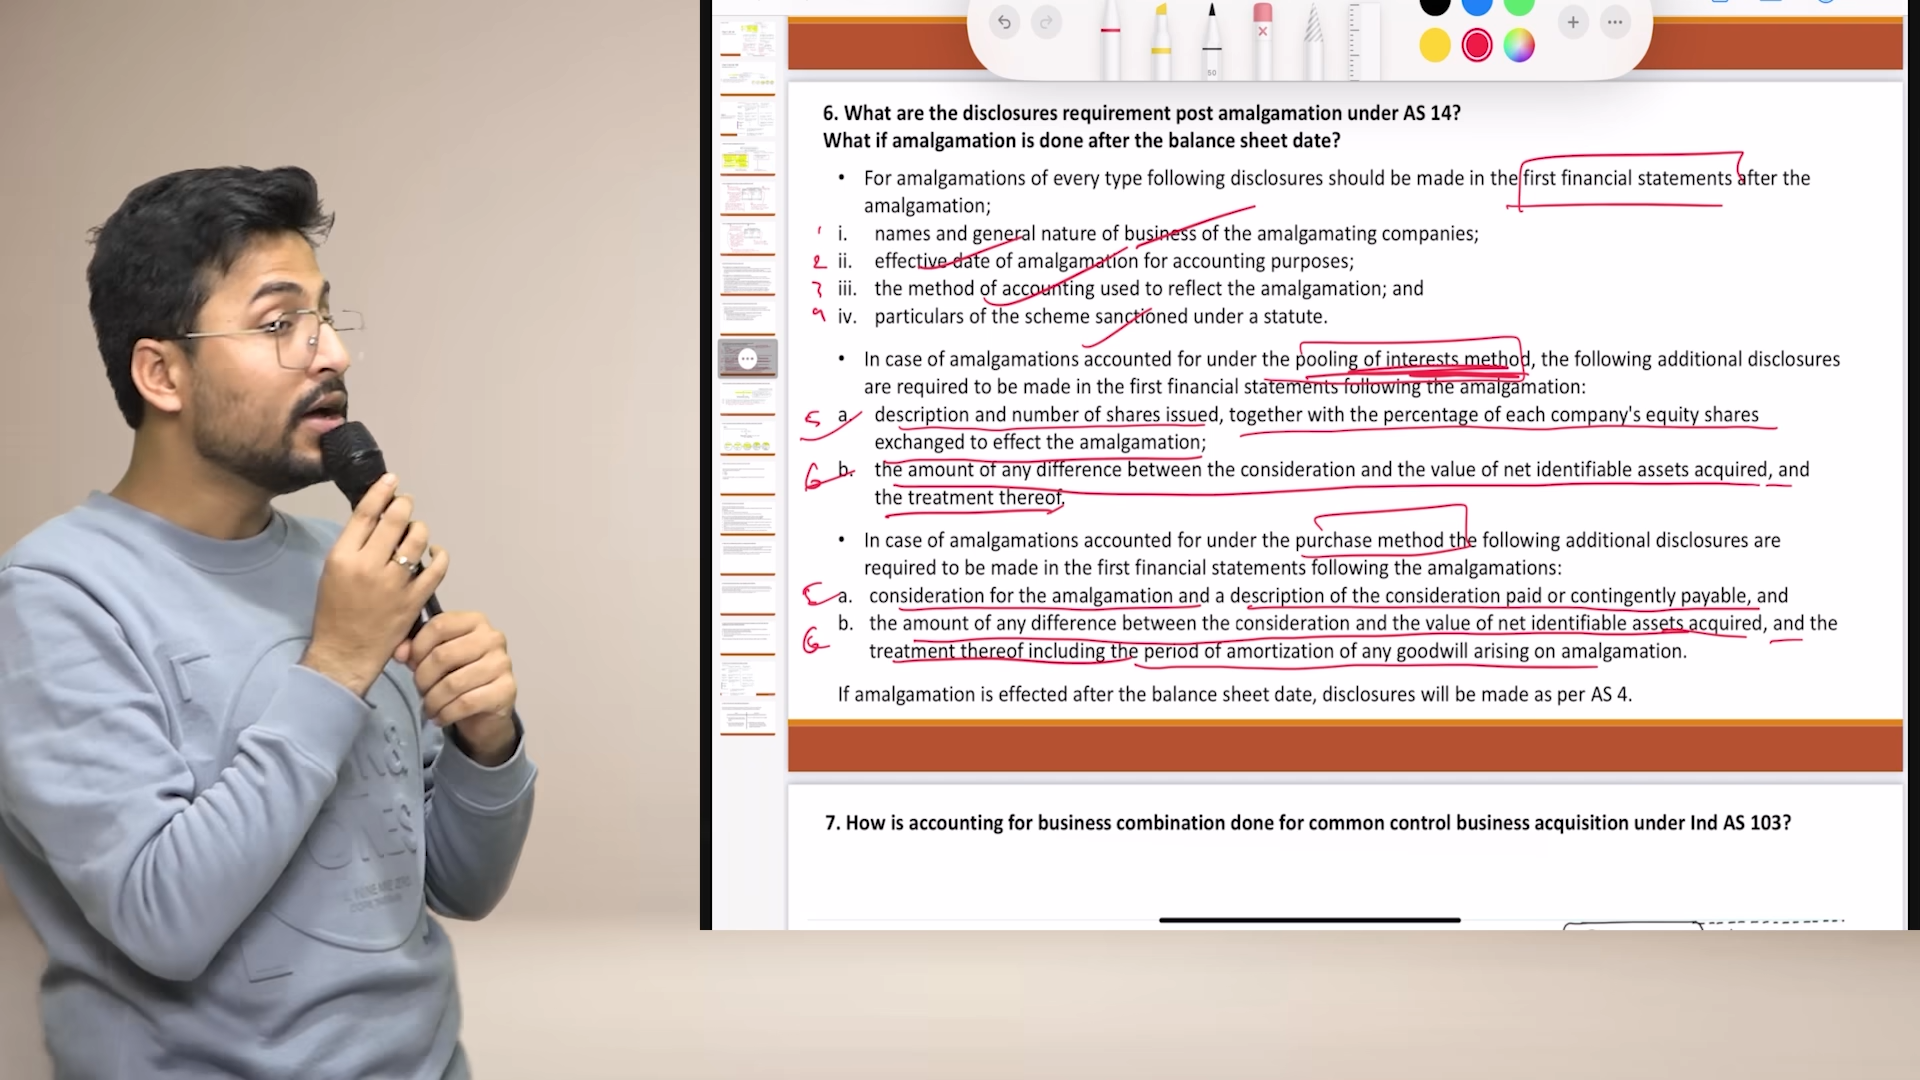 50
6. What are the disclosures requirement post amalgamation under AS 14?
What if amalgamation is done after the balance sheet date?
• For amalgamations of every type following disclosures should be made in the first financial statements after the
amalgamation;
1 i. names and general nature of business of the amalgamating companies;
2 ii. effective date of amalgamation for accounting purposes;
3 iii. the method of accounting used to reflect the amalgamation; and
4 iv. particulars of the scheme sanctioned under a statute.
• In case of amalgamations accounted for under the pooling of interests method, the following additional disclosures
are required to be made in the first financial statements following the amalgamation:
5 a. description and number of shares issued, together with the percentage of each company's equity shares
exchanged to effect the amalgamation;
6 b. the amount of any difference between the consideration and the value of net identifiable assets acquired, and
the treatment thereof.
• In case of amalgamations accounted for under the purchase method the following additional disclosures are
required to be made in the first financial statements following the amalgamations:
5 a. consideration for the amalgamation and a description of the consideration paid or contingently payable, and
6 b. the amount of any difference between the consideration and the value of net identifiable assets acquired, and the
treatment thereof including the period of amortization of any goodwill arising on amalgamation.
If amalgamation is effected after the balance sheet date, disclosures will be made as per AS 4.
7. How is accounting for business combination done for common control business acquisition under Ind AS 103?